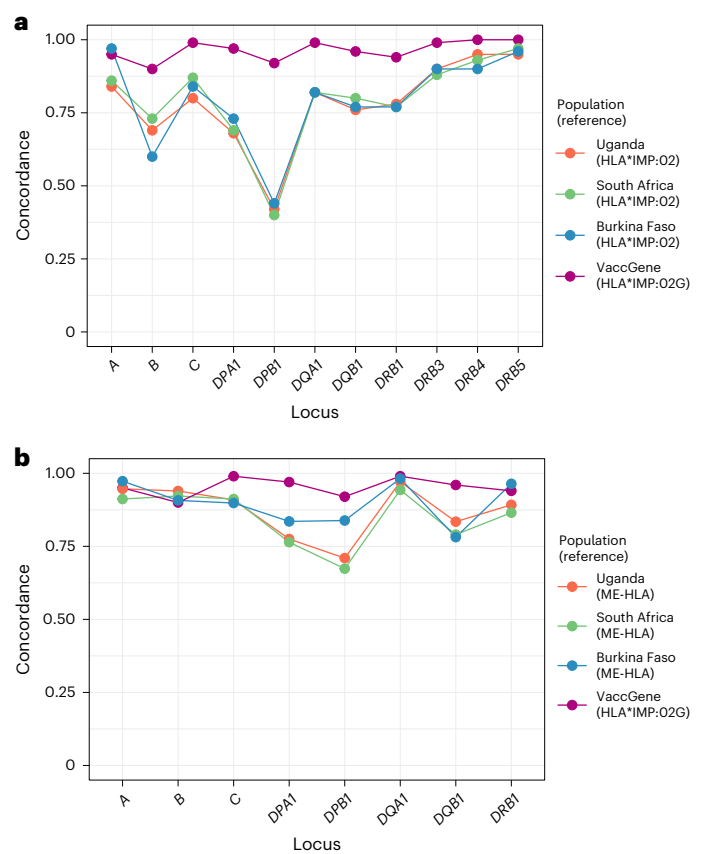 a
1.00
0.75
0.50
0.25
0
Concordance
A
B
C
DPA1
DPB1
DQA1
DQB1
DRB1
DRB3
DRB4
DRB5
Locus
Population
(reference)
Uganda
(HLA*IMP:02)
South Africa
(HLA*IMP:02)
Burkina Faso
(HLA*IMP:02)
VaccGene
(HLA*IMP:02G)
b
1.00
0.75
0.50
0.25
0
Concordance
A
B
C
DPA1
DPB1
DQA1
DQB1
DRB1
Locus
Population
(reference)
Uganda
(ME-HLA)
South Africa
(ME-HLA)
Burkina Faso
(ME-HLA)
VaccGene
(HLA*IMP:02G)